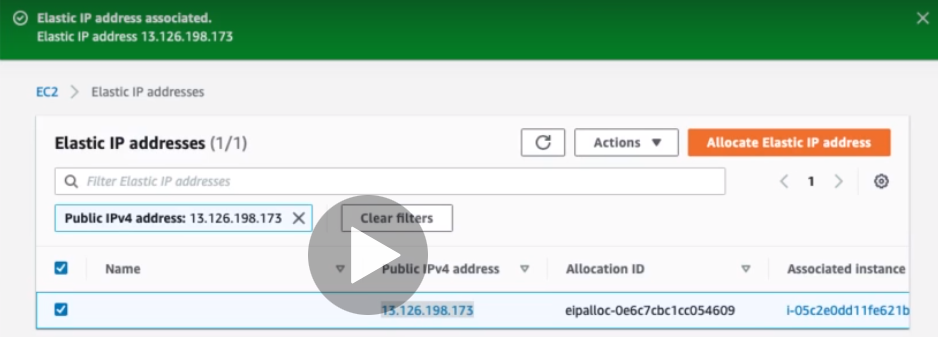 Elastic IP address associated.
Elastic IP address 13.126.198.173
EC2 > Elastic IP addresses
Elastic IP addresses (1/1)
Actions
Allocate Elastic IP address
Filter Elastic IP addresses
1
Public IPv4 address: 13.126.198.173
Clear filters
Name Public IPv4 address Allocation ID Associated instance
13.126.198.173 eipalloc-0e6c7cbc1cc054609 i-05c2e0dd11fe621b